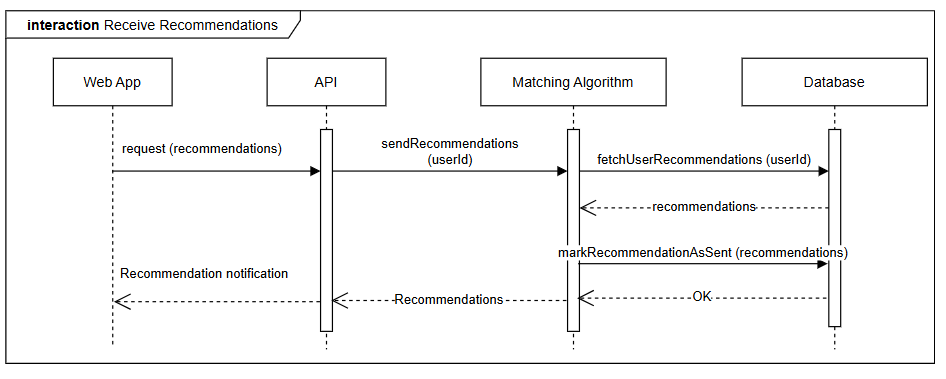 interaction Receive Recommendations
Web App
API
Matching Algorithm
Database
request (recommendations)
sendRecommendations
(userId)
fetchUserRecommendations (userId)
recommendations
markRecommendationAsSent (recommendations)
Recommendation notification
Recommendations
OK